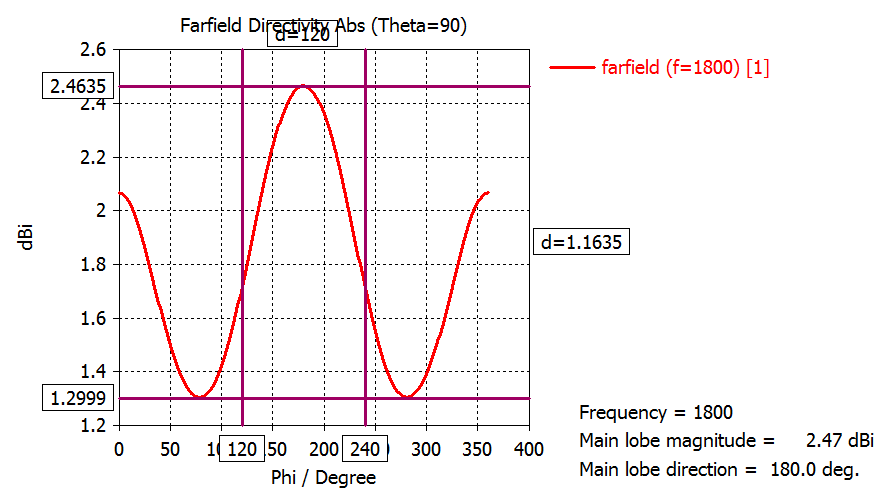 Farfield Directivity Abs (Theta=90)
d=120
2.6
2.4635
2.4
2.2
2
1.8
1.6
1.4
1.2999
1.2
dBi
0 50 120 50 200 240 300 350 400
Phi / Degree
farfield (f=1800) [1]
d=1.1635
Frequency = 1800
Main lobe magnitude = 2.47 dBi
Main lobe direction = 180.0 deg.